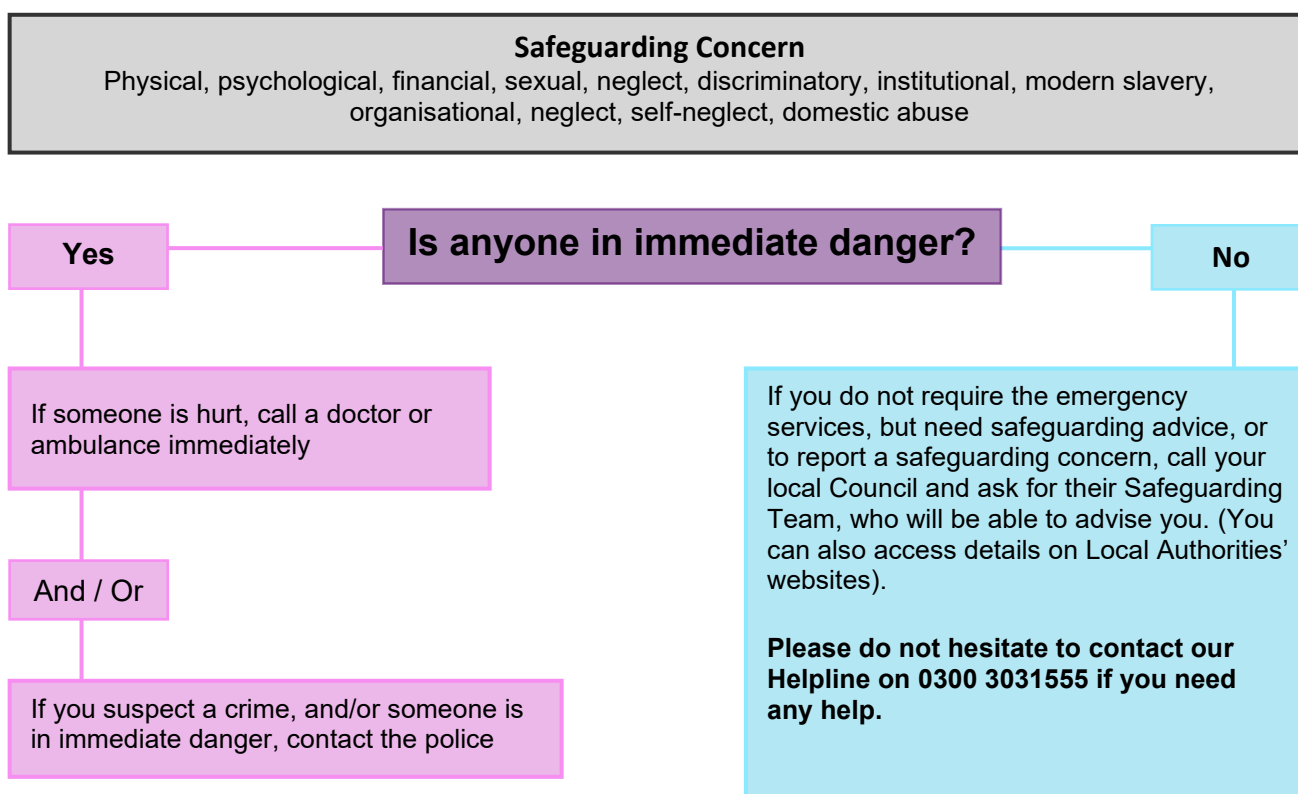 Safeguarding Concern
Physical, psychological, financial, sexual, neglect, discriminatory, institutional, modern slavery,
organisational, neglect, self-neglect, domestic abuse
Is anyone in immediate danger?
Yes
No
If someone is hurt, call a doctor or
ambulance immediately
And / Or
If you suspect a crime, and/or someone is
in immediate danger, contact the police
If you do not require the emergency
services, but need safeguarding advice, or
to report a safeguarding concern, call your
local Council and ask for their Safeguarding
Team, who will be able to advise you. (You
can also access details on Local Authorities’
websites).
Please do not hesitate to contact our
Helpline on 0300 3031555 if you need
any help.